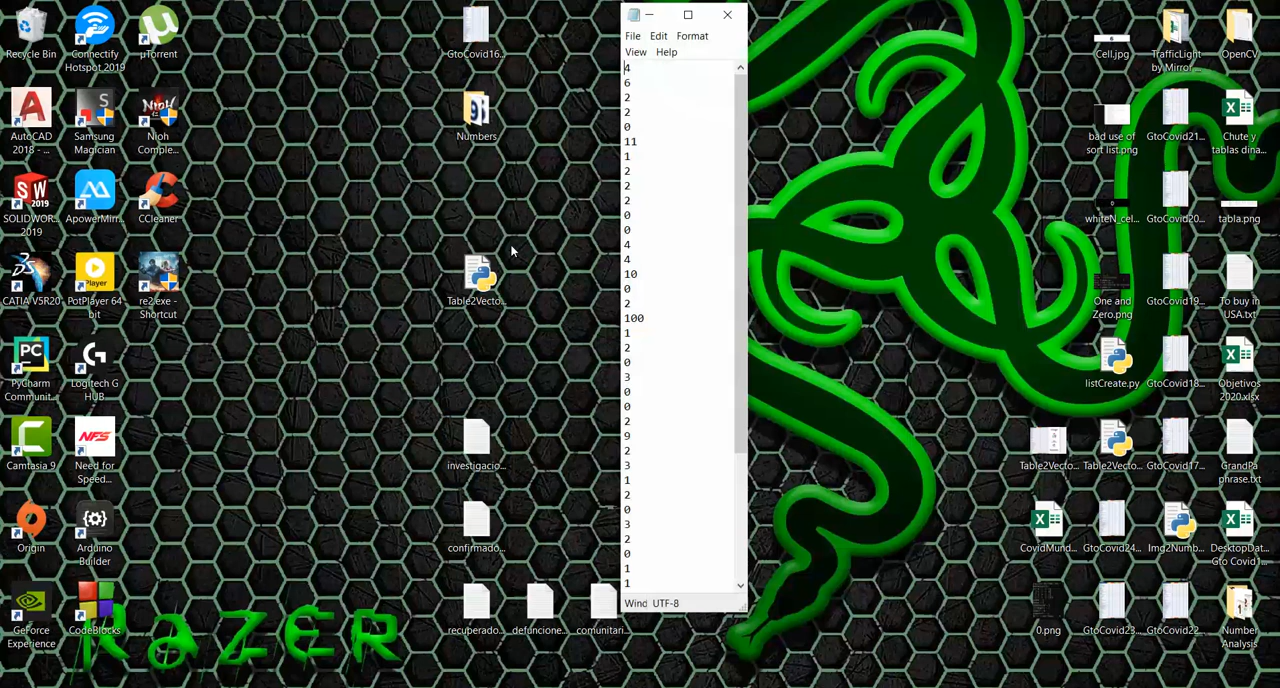 Recycle Bin
Connectify
Hotspot 2019
µTorrent
GtoCovid16...
AutoCAD
2018 - ...
Samsung
Magician
Nioh
Comple...
Numbers
SOLIDWOR...
2019
ApowerMirr...
CCleaner
CATIA V5R20
PotPlayer 64
bit
re2.exe -
Shortcut
Table2Vecto...
PyCharm
Communit...
Logitech G
HUB
Camtasia 9
Need for
Speed...
investigacio...
Origin
Arduino
Builder
confirmado...
GeForce
Experience
CodeBlocks
recuperado...
defuncione...
comunitari...
RAZER
File Edit Format
View Help
4
6
2
2
0
11
1
2
2
2
0
0
4
4
10
0
2
100
1
2
0
3
0
0
2
9
2
3
1
2
0
3
2
0
1
1
Wind UTF-8
Cell.jpg
TrafficLight
by Mirror
OpenCV
bad use of
sort list.png
GtoCovid21...
Chute y
tablas dina...
whiteN_cel...
GtoCovid20...
tabla.png
One and
Zero.png
GtoCovid19...
To buy in
USA.txt
listCreate.py
GtoCovid18...
Objetivos
2020.xlsx
Table2Vecto...
Table2Vecto...
GtoCovid17...
GrandPa
phrase.txt
CovidMund...
GtoCovid24...
Img2Numb...
DesktopDat...
Gto Covid1...
0.png
GtoCovid23...
GtoCovid22...
Number
Analysis